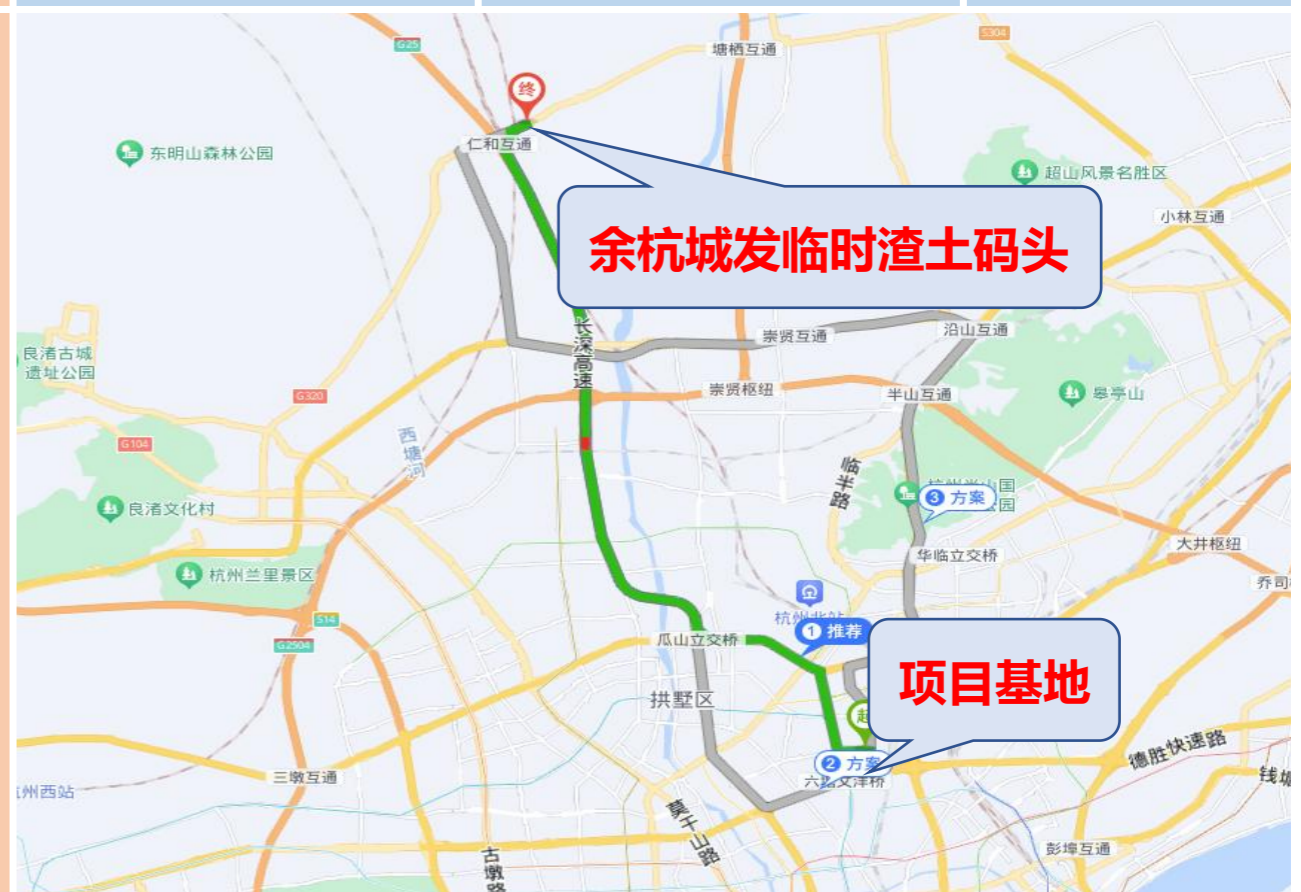 G25
塘栖互通
S304
终
仁和互通
东明山森林公园
超山风景名胜区
余杭城发临时渣土码头
小林互通
长深高速
崇贤互通
沿山互通
良渚古城
遗址公园
G320
崇贤枢纽
半山互通
皋亭山
G104
西塘河
临半路
良渚文化村
3 方案
华临立交桥
大井枢纽
杭州兰里景区
乔司
S14
G2504
1 推荐
瓜山立交桥
项目基地
拱墅区
2 方案
德胜快速路
三墩互通
州西站
莫干山路
彭埠互通
古墩路